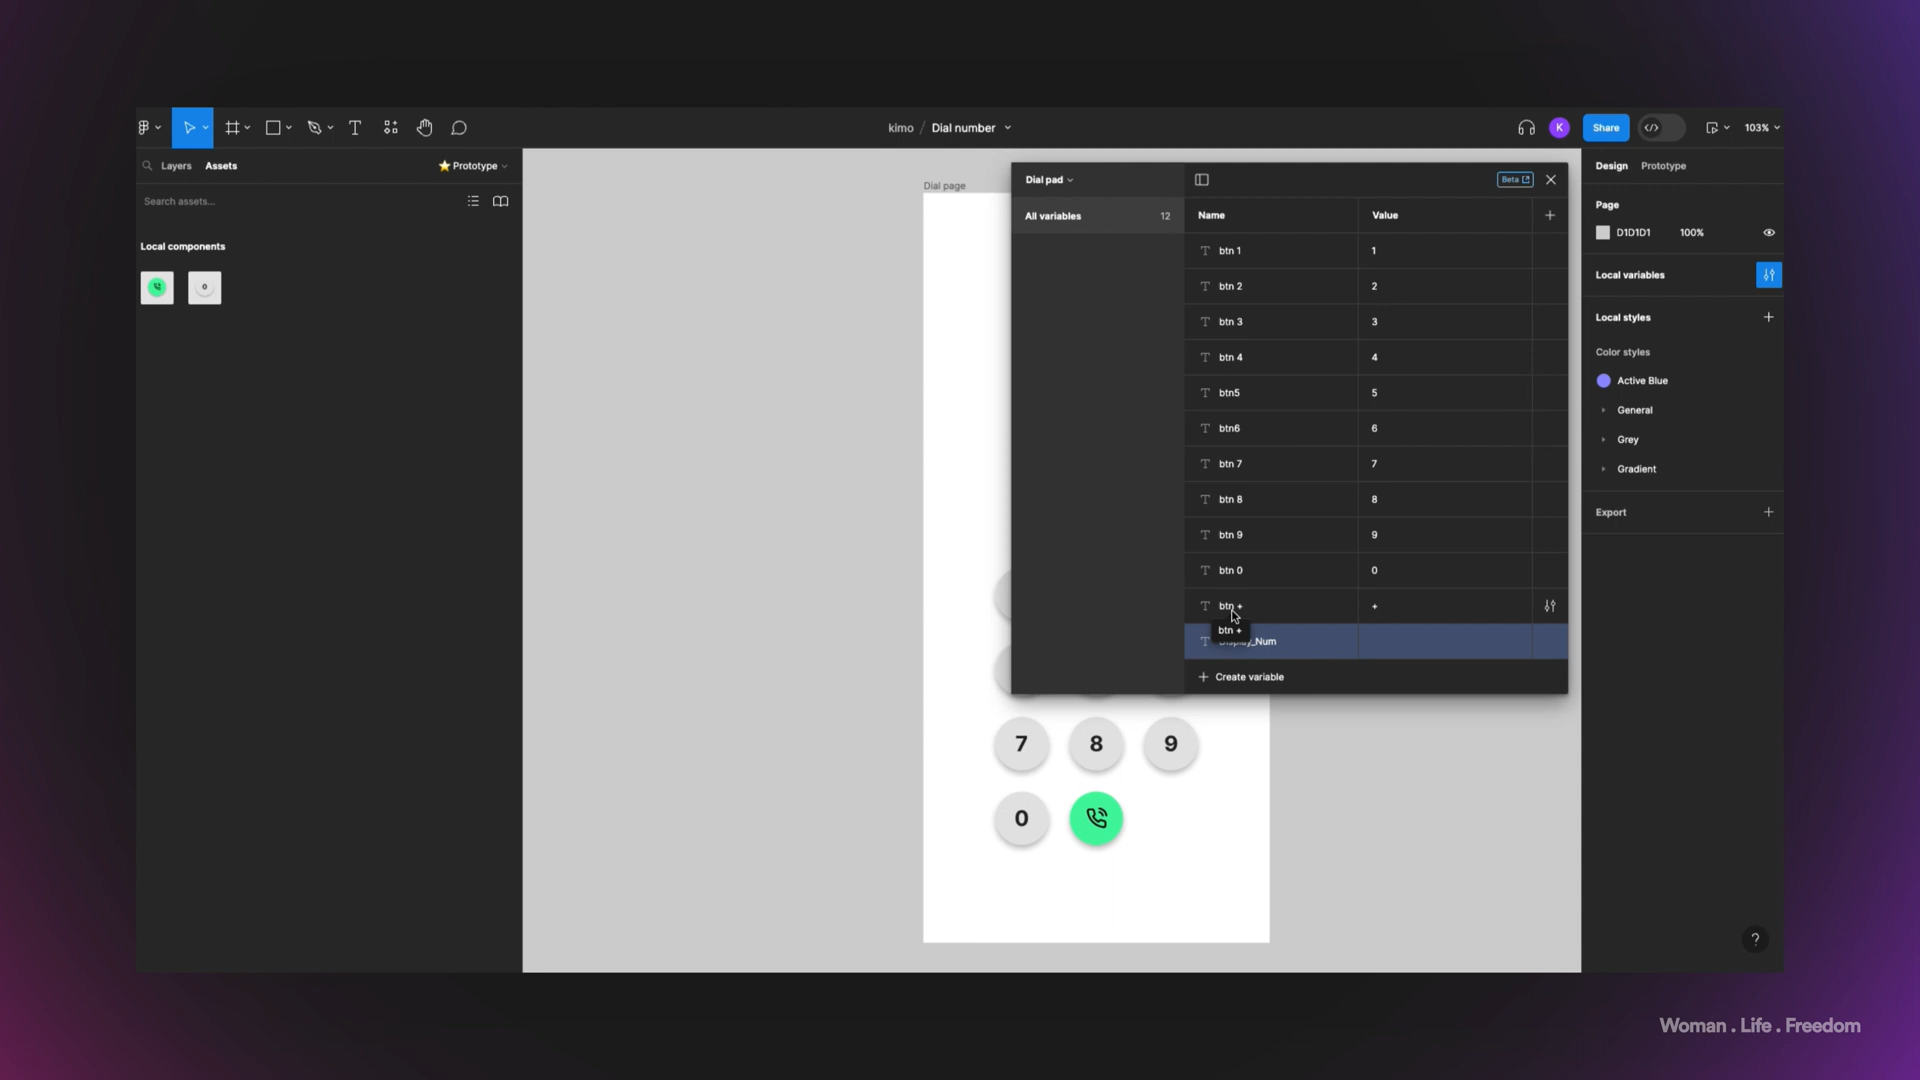 kimo / Dial number
K
Share
103%
Layers
Assets
⭐ Prototype
Search assets...
Local components
0
Dial page
Dial pad
Beta
All variables
12
Name
Value
btn 1
1
btn 2
2
btn 3
3
btn 4
4
btn5
5
btn6
6
btn 7
7
btn 8
8
btn 9
9
btn 0
0
btn +
+
btn +
Display_Num
Create variable
7
8
9
0
Design
Prototype
Page
D1D1D1
100%
Local variables
Local styles
Color styles
Active Blue
General
Grey
Gradient
Export
?
Woman . Life . Freedom